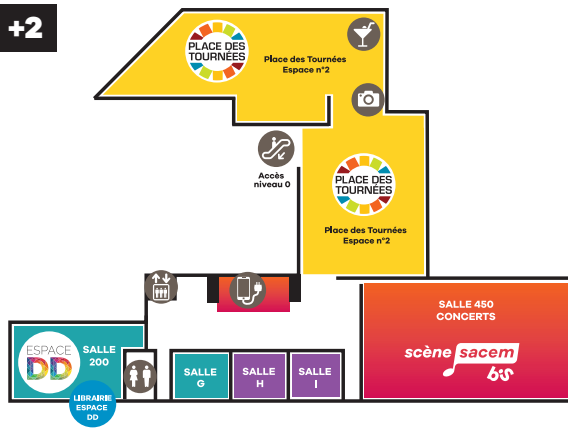 +2
PLACE DES
TOURNÉES
Place des Tournées
Espace n°2
Accès
niveau 0
PLACE DES
TOURNÉES
Place des Tournées
Espace n°2
SALLE 450
CONCERTS
scène sacem
bis
ESPACE
DD
SALLE
200
LIBRAIRIE
ESPACE
DD
SALLE
G
SALLE
H
SALLE
I